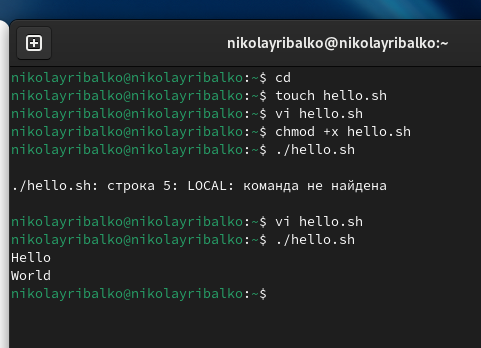 nikolayribalko@nikolayribalko:~
nikolayribalko@nikolayribalko:~$ cd
nikolayribalko@nikolayribalko:~$ touch hello.sh
nikolayribalko@nikolayribalko:~$ vi hello.sh
nikolayribalko@nikolayribalko:~$ chmod +x hello.sh
nikolayribalko@nikolayribalko:~$ ./hello.sh
./hello.sh: строка 5: LOCAL: команда не найдена
nikolayribalko@nikolayribalko:~$ vi hello.sh
nikolayribalko@nikolayribalko:~$ ./hello.sh
Hello
World
nikolayribalko@nikolayribalko:~$